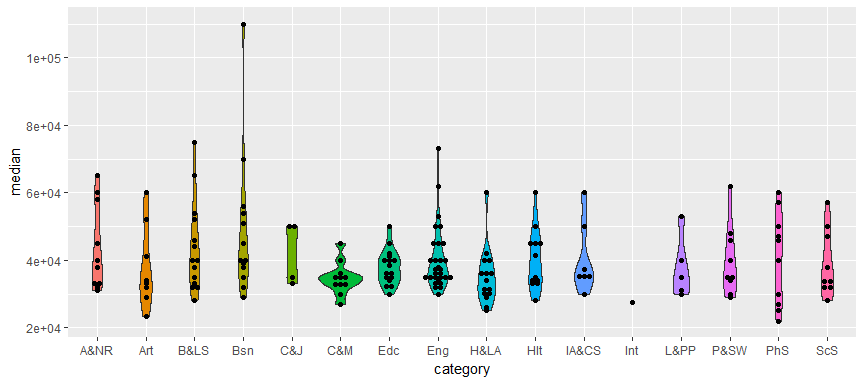 median
1e+05
8e+04
6e+04
4e+04
2e+04
A&NR Art B&LS Bsn C&J C&M Edc Eng H&LA Hlt IA&CS Int L&PP P&SW PhS ScS
category